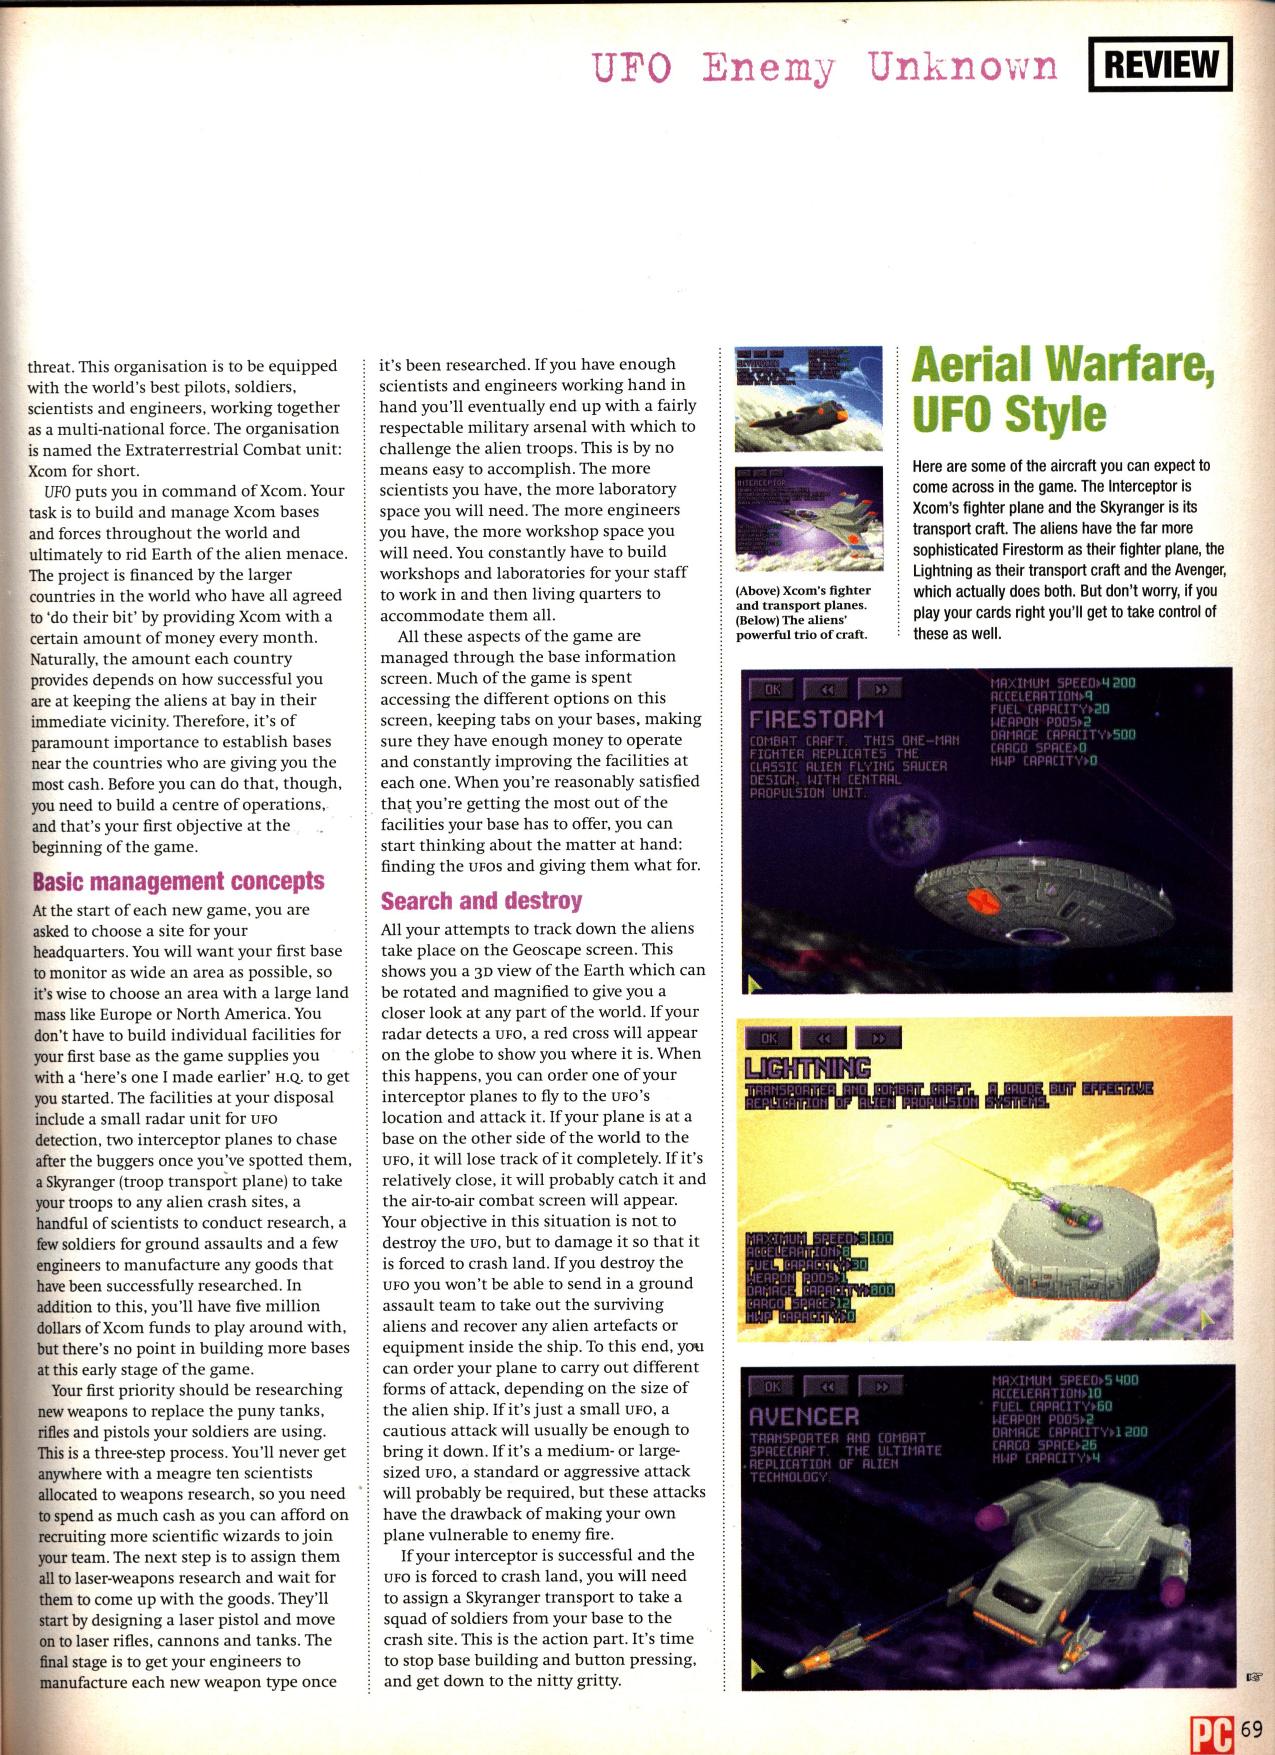 UFO Enemy Unknown
REVIEW
threat. This organisation is to be equipped
with the world's best pilots, soldiers,
scientists and engineers, working together
as a multi-national force. The organisation
is named the Extraterrestrial Combat unit:
Xcom for short.
UFO puts you in command of Xcom. Your
task is to build and manage Xcom bases
and forces throughout the world and
ultimately to rid Earth of the alien menace.
The project is financed by the larger
countries in the world who have all agreed
to 'do their bit' by providing Xcom with a
certain amount of money every month.
Naturally, the amount each country
provides depends on how successful you
are at keeping the aliens at bay in their
immediate vicinity. Therefore, it's of
paramount importance to establish bases
near the countries who are giving you the
most cash. Before you can do that, though,
you need to build a centre of operations,
and that's your first objective at the
beginning of the game.
Basic management concepts
At the start of each new game, you are
asked to choose a site for your
headquarters. You will want your first base
to monitor as wide an area as possible, so
it's wise to choose an area with a large land
mass like Europe or North America. You
don't have to build individual facilities for
your first base as the game supplies you
with a 'here's one I made earlier' H.Q. to get
you started. The facilities at your disposal
include a small radar unit for UFO
detection, two interceptor planes to chase
after the buggers once you've spotted them,
a Skyranger (troop transport plane) to take
your troops to any alien crash sites, a
handful of scientists to conduct research, a
few soldiers for ground assaults and a few
engineers to manufacture any goods that
have been successfully researched. In
addition to this, you'll have five million
dollars of Xcom funds to play around with,
but there's no point in building more bases
at this early stage of the game.
Your first priority should be researching
new weapons to replace the puny tanks,
rifles and pistols your soldiers are using.
This is a three-step process. You'll never get
anywhere with a meagre ten scientists
allocated to weapons research, so you need
to spend as much cash as you can afford on
recruiting more scientific wizards to join
your team. The next step is to assign them
all to laser-weapons research and wait for
them to come up with the goods. They'll
start by designing a laser pistol and move
on to laser rifles, cannons and tanks. The
final stage is to get your engineers to
manufacture each new weapon type once
it's been researched. If you have enough
scientists and engineers working hand in
hand you'll eventually end up with a fairly
respectable military arsenal with which to
challenge the alien troops. This is by no
means easy to accomplish. The more
scientists you have, the more laboratory
space you will need. The more engineers
you have, the more workshop space you
will need. You constantly have to build
workshops and laboratories for your staff
to work in and then living quarters to
accommodate them all.
All these aspects of the game are
managed through the base information
screen. Much of the game is spent
accessing the different options on this
screen, keeping tabs on your bases, making
sure they have enough money to operate
and constantly improving the facilities at
each one. When you're reasonably satisfied
that you're getting the most out of the
facilities your base has to offer, you can
start thinking about the matter at hand:
finding the UFOs and giving them what for.
Search and destroy
All your attempts to track down the aliens
take place on the Geoscape screen. This
shows you a 3D view of the Earth which can
be rotated and magnified to give you a
closer look at any part of the world. If your
radar detects a UFO, a red cross will appear
on the globe to show you where it is. When
this happens, you can order one of your
interceptor planes to fly to the UFO's
location and attack it. If your plane is at a
base on the other side of the world to the
UFO, it will lose track of it completely. If it's
relatively close, it will probably catch it and
the air-to-air combat screen will appear.
Your objective in this situation is not to
destroy the UFO, but to damage it so that it
is forced to crash land. If you destroy the
UFO you won't be able to send in a ground
assault team to take out the surviving
aliens and recover any alien artefacts or
equipment inside the ship. To this end, you
can order your plane to carry out different
forms of attack, depending on the size of
the alien ship. If it's just a small UFO, a
cautious attack will usually be enough to
bring it down. If it's a medium- or large-
sized UFO, a standard or aggressive attack
will probably be required, but these attacks
have the drawback of making your own
plane vulnerable to enemy fire.
If your interceptor is successful and the
UFO is forced to crash land, you will need
to assign a Skyranger transport to take a
squad of soldiers from your base to the
crash site. This is the action part. It's time
to stop base building and button pressing,
and get down to the nitty gritty.
SKYRANGER
INTERCEPTOR
(Above) Xcom's fighter
and transport planes.
(Below) The aliens'
powerful trio of craft.
Aerial Warfare,
UFO Style
Here are some of the aircraft you can expect to
come across in the game. The Interceptor is
Xcom's fighter plane and the Skyranger is its
transport craft. The aliens have the far more
sophisticated Firestorm as their fighter plane, the
Lightning as their transport craft and the Avenger,
which actually does both. But don't worry, if you
play your cards right you'll get to take control of
these as well.
OK
FIRESTORM
COMBAT CRAFT. THIS ONE-MAN
FIGHTER REPLICATES THE
CLASSIC ALIEN FLYING SAUCER
DESIGN, WITH CENTRAL
PROPULSION UNIT.
MAXIMUM SPEED>4200
ACCELERATION>9
FUEL CAPACITY>20
WEAPON PODS>2
DAMAGE CAPACITY>500
CARGO SPACE>0
HWP CAPACITY>0
OK
LIGHTNING
TRANSPORTER AND COMBAT CRAFT. A CRUDE BUT EFFECTIVE
REPLICATION OF ALIEN PROPULSION SYSTEMS.
MAXIMUM SPEED>3100
ACCELERATION>8
FUEL CAPACITY>30
WEAPON PODS>1
DAMAGE CAPACITY>800
CARGO SPACE>12
HWP CAPACITY>0
OK
AVENGER
TRANSPORTER AND COMBAT
SPACECRAFT. THE ULTIMATE
REPLICATION OF ALIEN
TECHNOLOGY.
MAXIMUM SPEED>5400
ACCELERATION>10
FUEL CAPACITY>60
WEAPON PODS>2
DAMAGE CAPACITY>1200
CARGO SPACE>26
HWP CAPACITY>4
PC 69